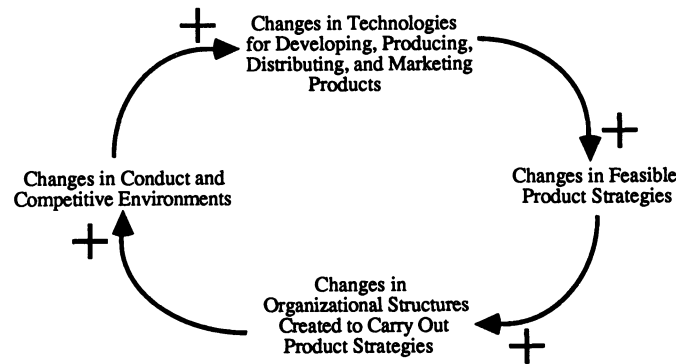 +
Changes in Technologies
for Developing, Producing,
Distributing, and Marketing
Products
+
Changes in Feasible
Product Strategies
Changes in Conduct and
Competitive Environments
+
Changes in
Organizational Structures
Created to Carry Out
Product Strategies
+